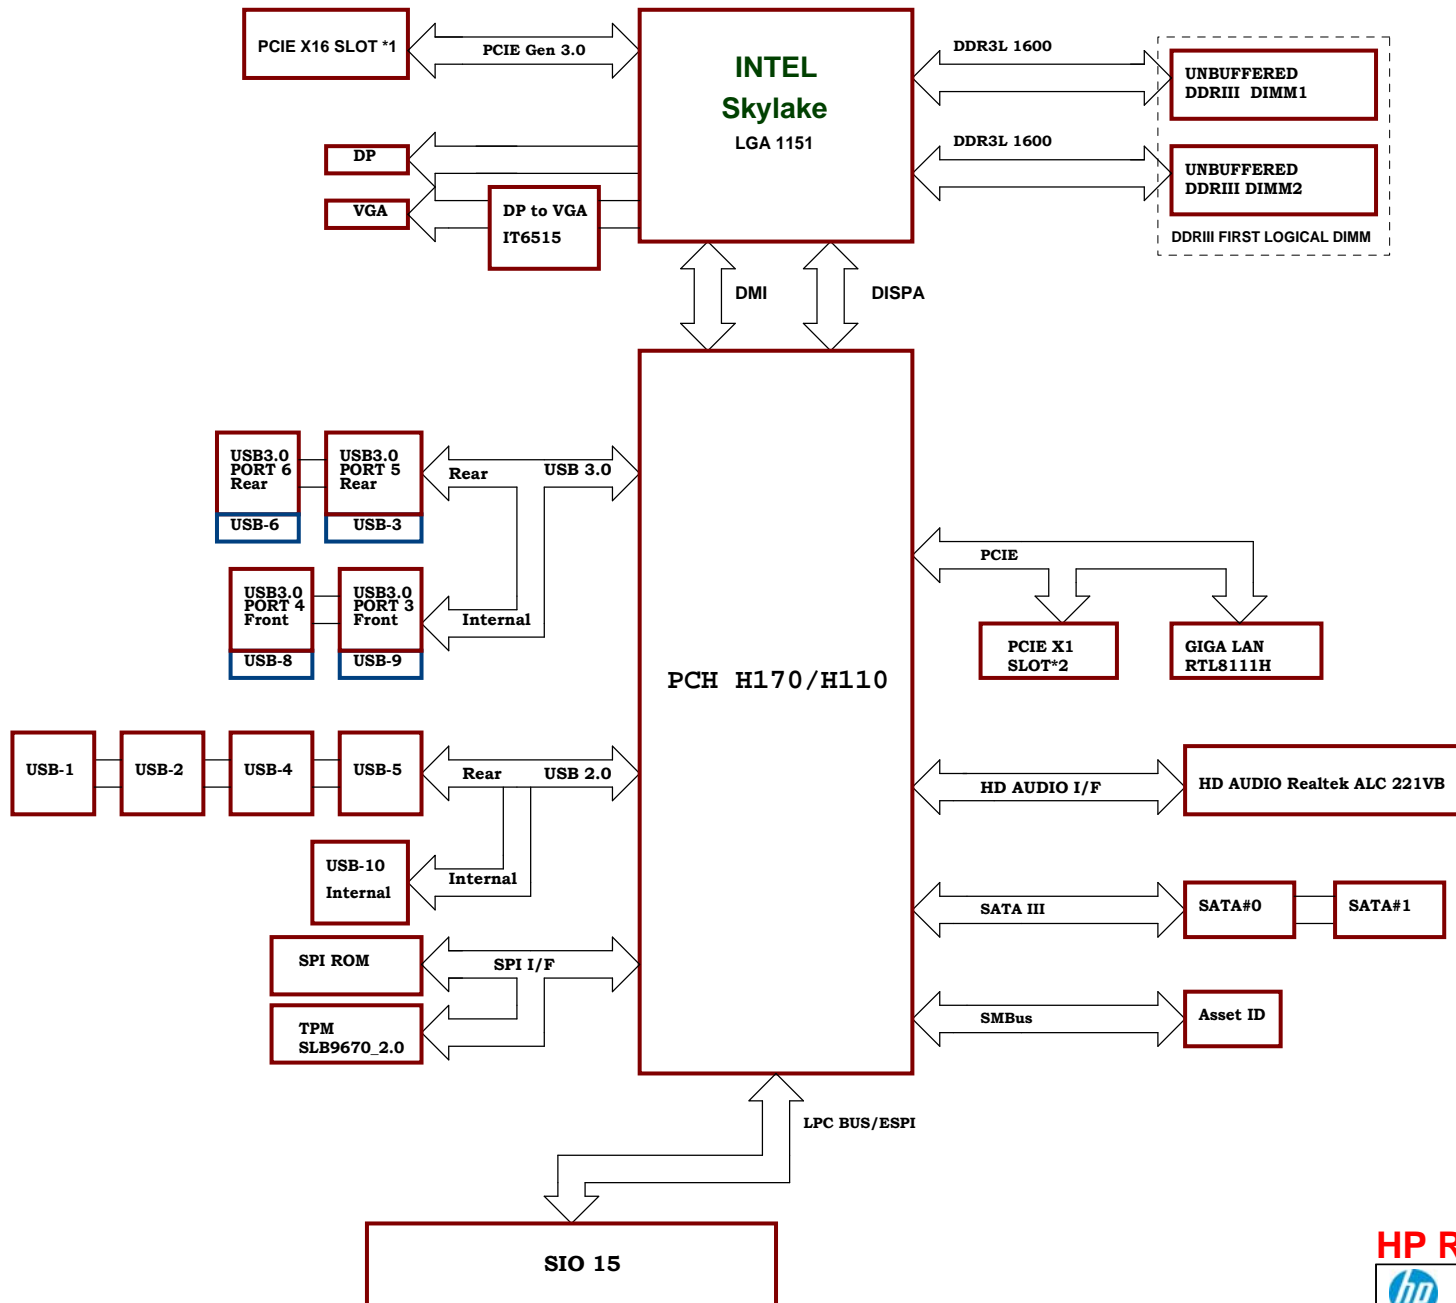 PCIE X16 SLOT *1
PCIE Gen 3.0
INTEL
Skylake
LGA 1151
DDR3L 1600
UNBUFFERED
DDRIII DIMM1
DDR3L 1600
UNBUFFERED
DDRIII DIMM2
DDRIII FIRST LOGICAL DIMM
DP
VGA
DP to VGA
IT6515
DMI
DISPA
USB3.0
PORT 6
Rear
USB-6
USB3.0
PORT 5
Rear
USB-3
Rear
USB 3.0
USB3.0
PORT 4
Front
USB-8
USB3.0
PORT 3
Front
USB-9
Internal
PCH H170/H110
PCIE
PCIE X1
SLOT*2
GIGA LAN
RTL8111H
USB-1
USB-2
USB-4
USB-5
Rear
USB 2.0
HD AUDIO I/F
HD AUDIO Realtek ALC 221VB
USB-10
Internal
Internal
SATA III
SATA#0
SATA#1
SPI ROM
SPI I/F
TPM
SLB9670_2.0
SMBus
Asset ID
LPC BUS/ESPI
SIO 15
HP R
hp